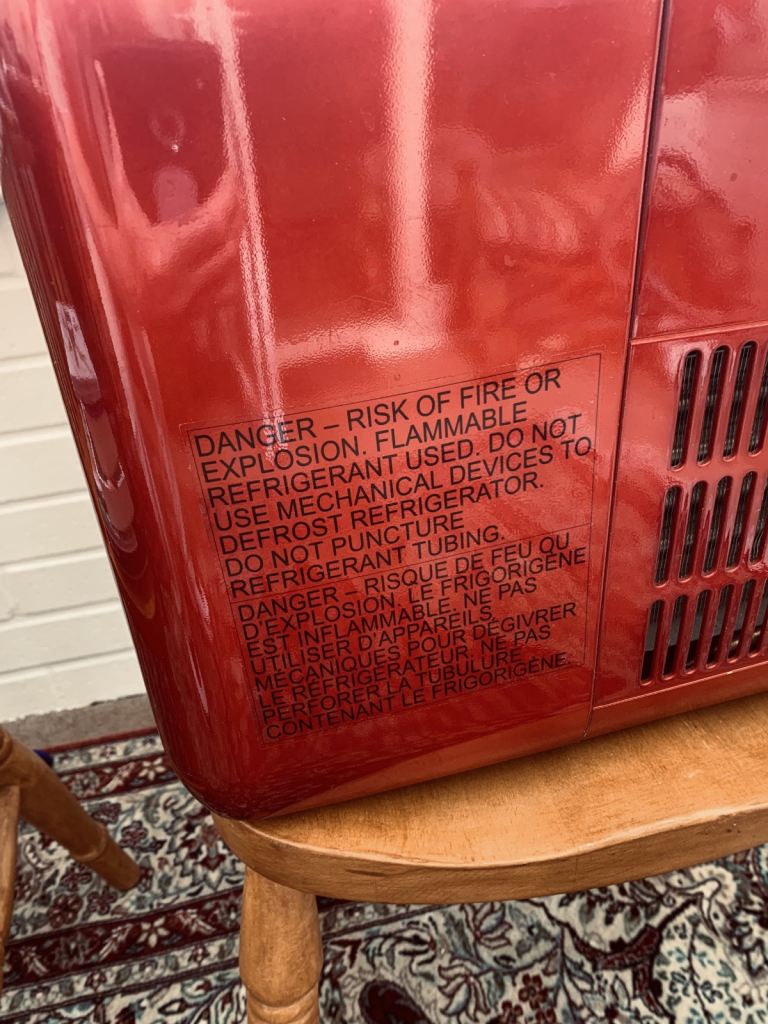 DANGER – RISK OF FIRE OR
EXPLOSION. FLAMMABLE
REFRIGERANT USED. DO NOT
USE MECHANICAL DEVICES TO
DEFROST REFRIGERATOR.
DO NOT PUNCTURE
REFRIGERANT TUBING.
DANGER – RISQUE DE FEU OU
D'EXPLOSION. LE FRIGORIGÈNE
EST INFLAMMABLE. NE PAS
UTILISER D'APPAREILS
MÉCANIQUES POUR DÉGIVRER
LE RÉFRIGÉRATEUR. NE PAS
PERFORER LA TUBULURE
CONTENANT LE FRIGORIGÈNE.